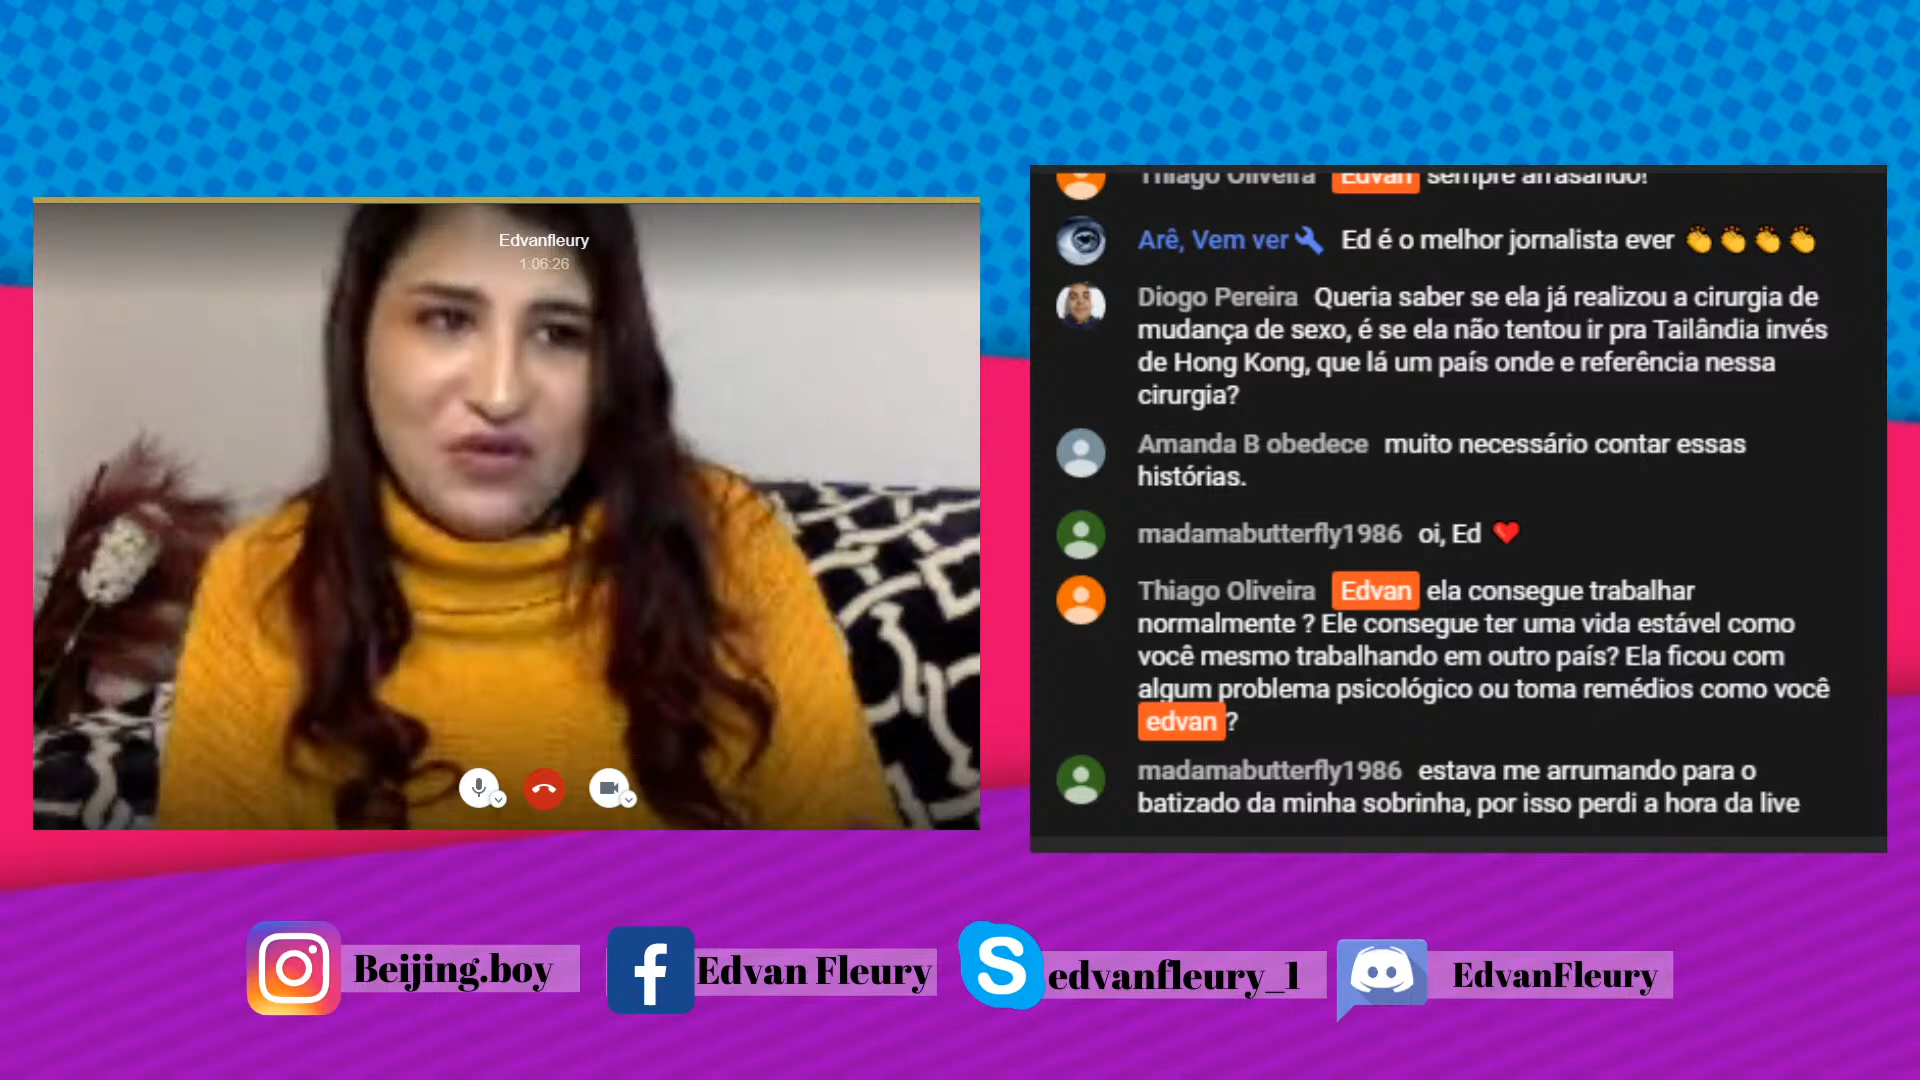 Edvanfleury
1:06:26
Thiago Oliveira Edvan sempre arrasando!
Arê, Vem ver Ed é o melhor jornalista ever 👏👏👏👏
Diogo Pereira Queria saber se ela já realizou a cirurgia de
mudança de sexo, é se ela não tentou ir pra Tailândia invés
de Hong Kong, que lá um país onde e referência nessa
cirurgia?
Amanda B obedece muito necessário contar essas
histórias.
madamabutterfly1986 oi, Ed ❤️
Thiago Oliveira Edvan ela consegue trabalhar
normalmente ? Ele consegue ter uma vida estável como
você mesmo trabalhando em outro país? Ela ficou com
algum problema psicológico ou toma remédios como você
edvan ?
madamabutterfly1986 estava me arrumando para o
batizado da minha sobrinha, por isso perdi a hora da live
Beijing.boy
f Edvan Fleury
S edvanfleury_1
EdvanFleury